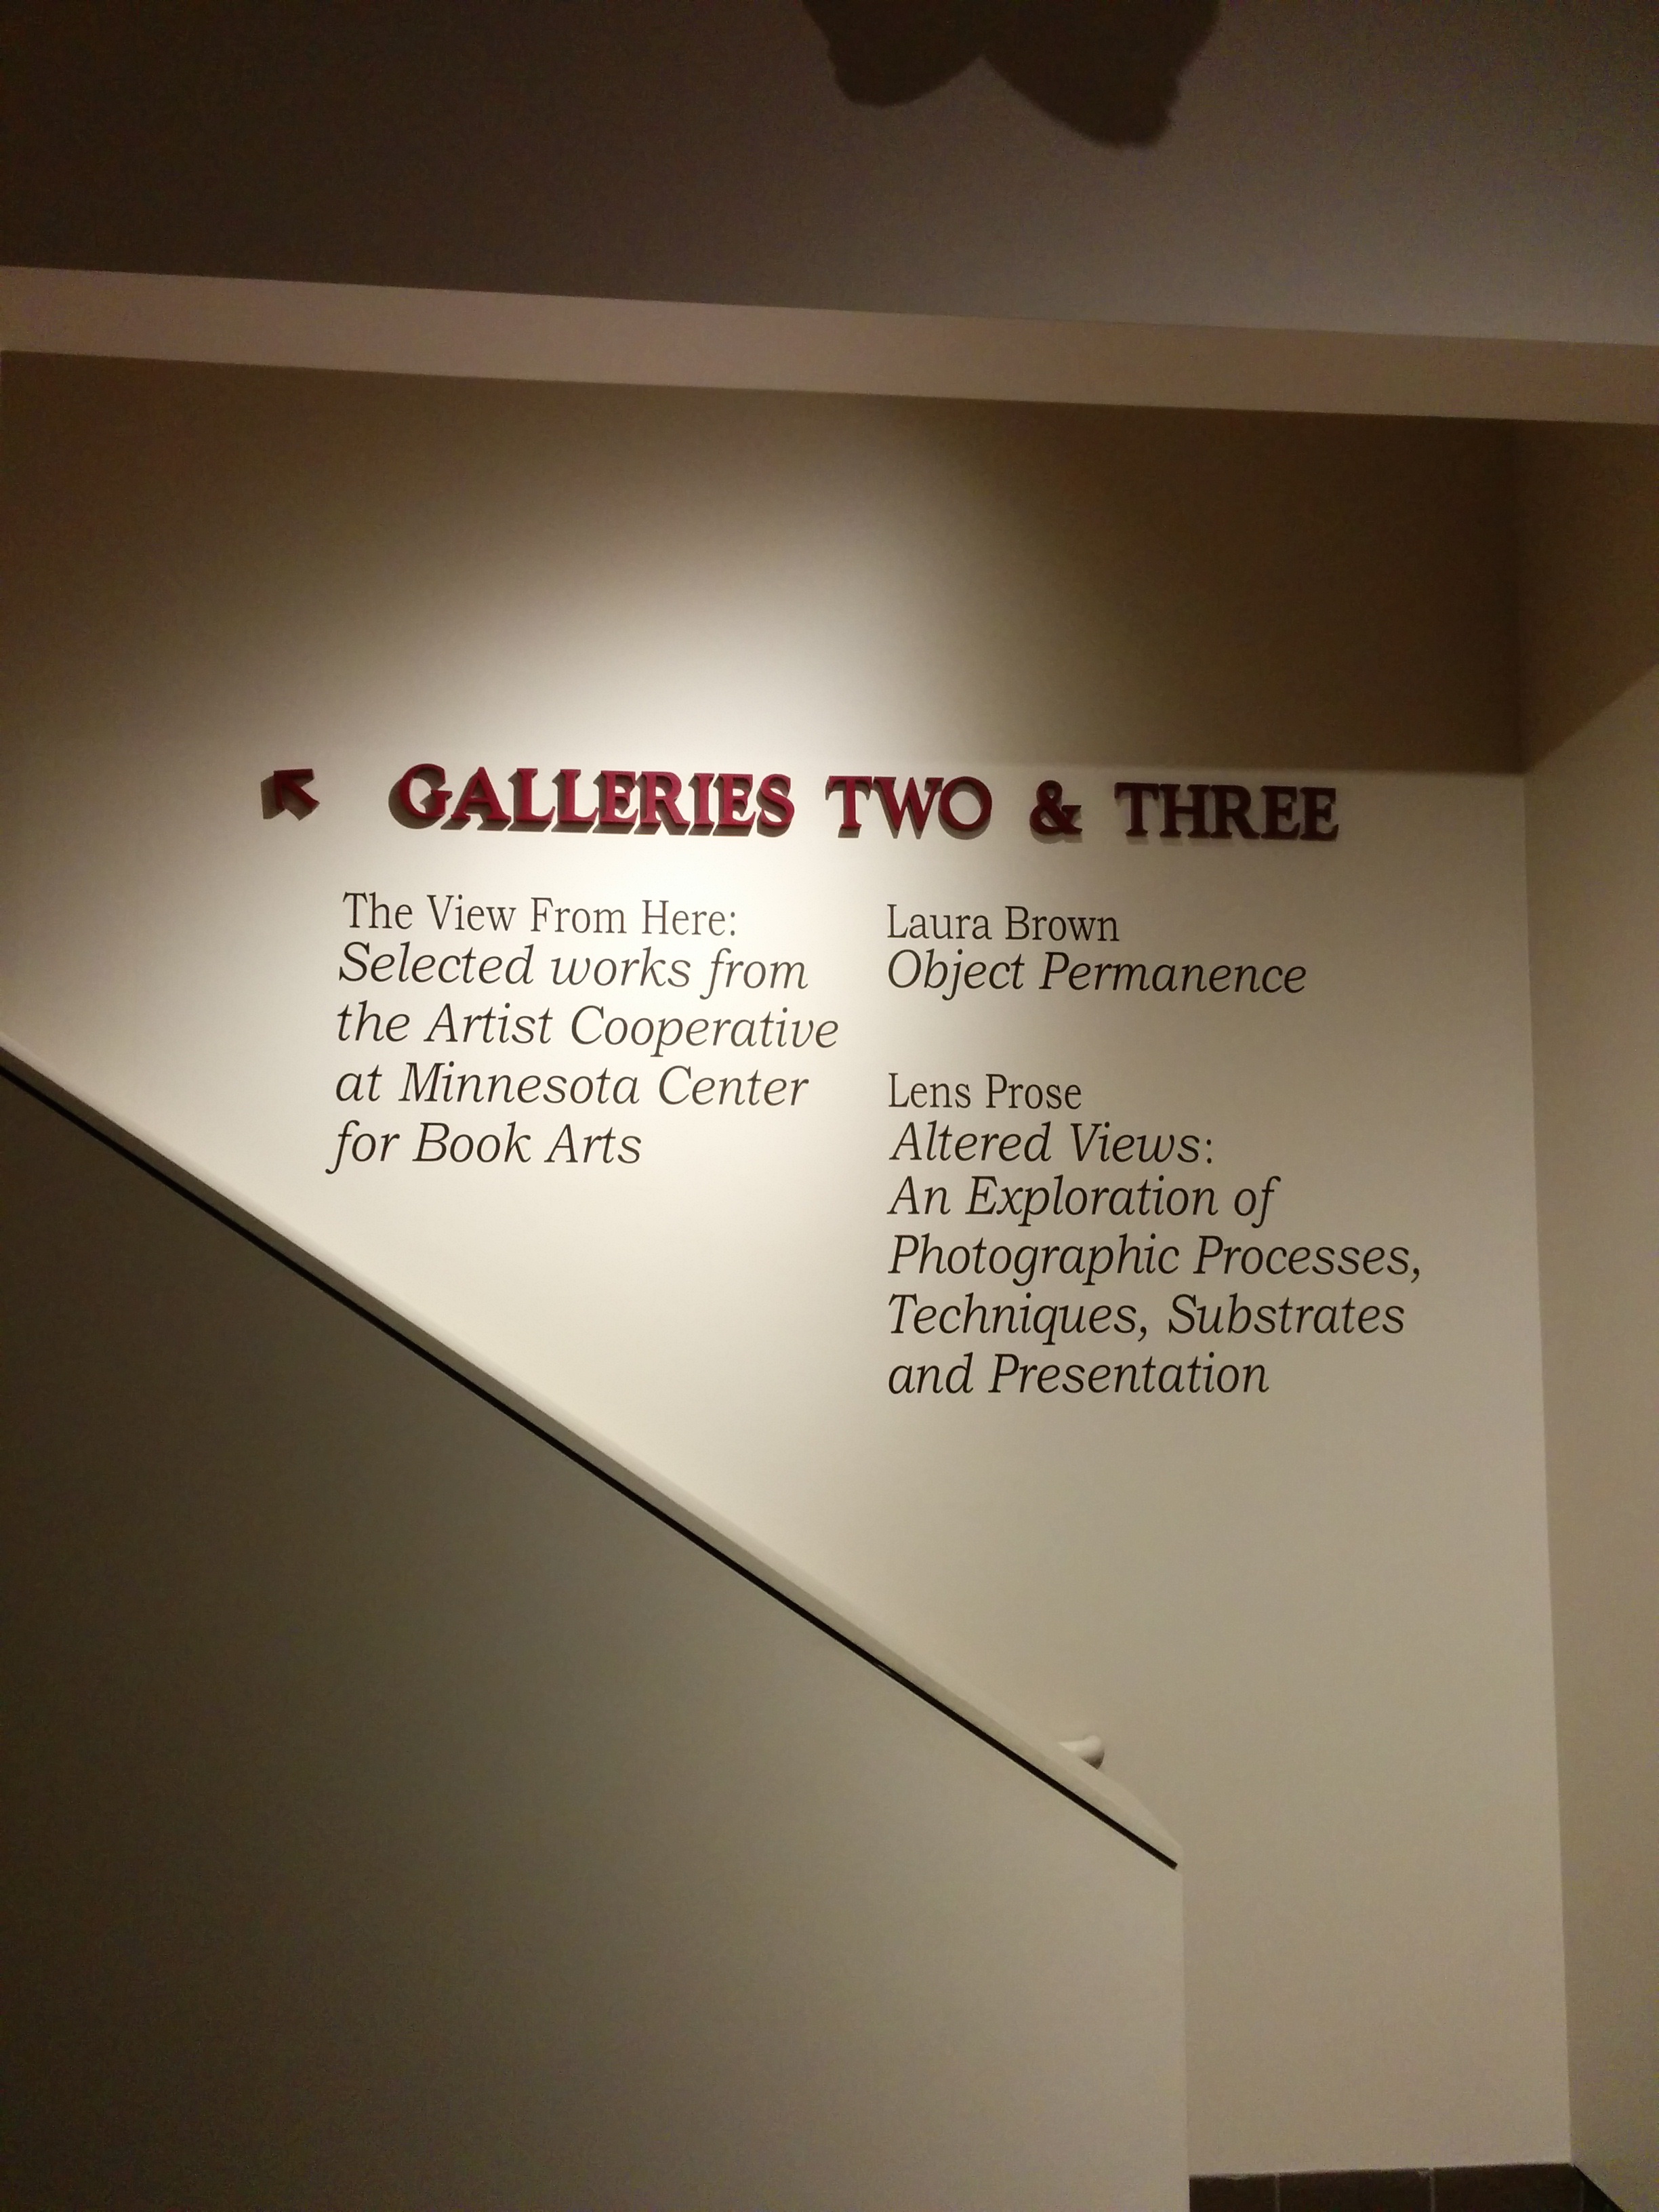 GALLERIES TWO & THREE
The View From Here:
Selected works from
the Artist Cooperative
at Minnesota Center
for Book Arts
Laura Brown
Object Permanence
Lens Prose
Altered Views:
An Exploration of
Photographic Processes,
Techniques, Substrates
and Presentation